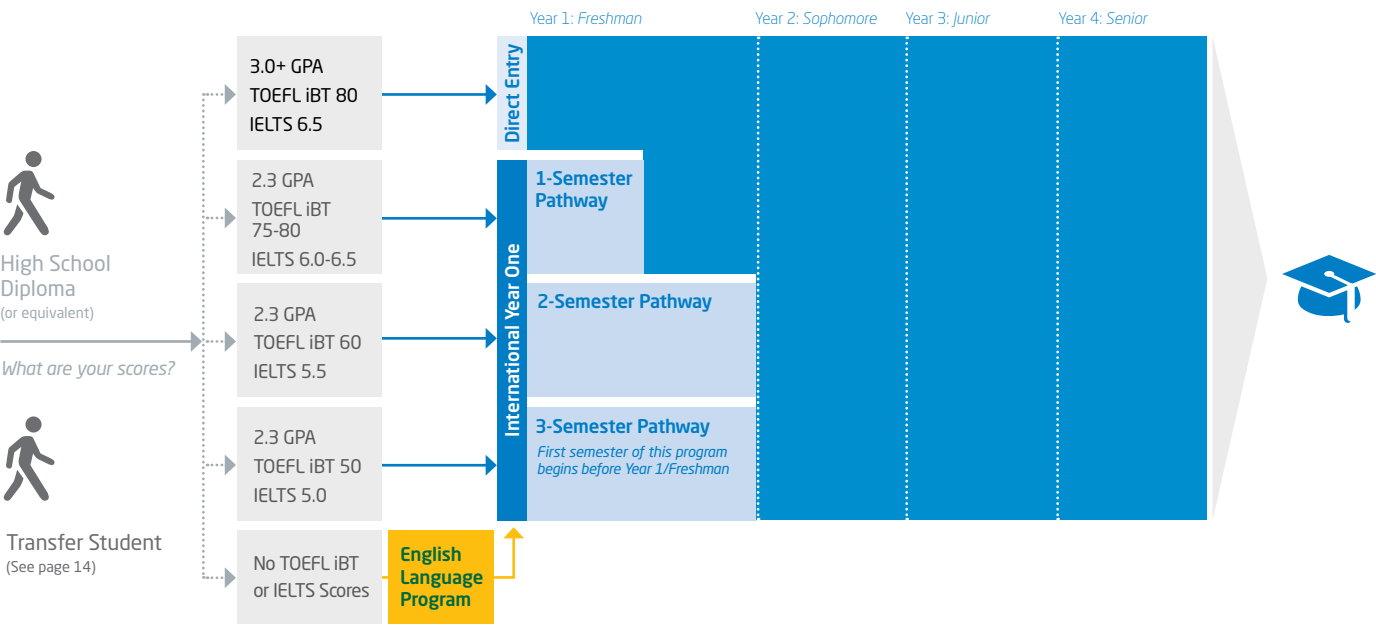 Year 1: Freshman
Year 2: Sophomore
Year 3: Junior
Year 4: Senior
3.0+ GPA
TOEFL iBT 80
IELTS 6.5
Direct Entry
High School
Diploma
(or equivalent)
What are your scores?
2.3 GPA
TOEFL iBT
75-80
IELTS 6.0-6.5
International Year One
1-Semester
Pathway
2.3 GPA
TOEFL iBT 60
IELTS 5.5
2-Semester Pathway
2.3 GPA
TOEFL iBT 50
IELTS 5.0
3-Semester Pathway
First semester of this program
begins before Year 1/Freshman
Transfer Student
(See page 14)
No TOEFL iBT
or IELTS Scores
English
Language
Program